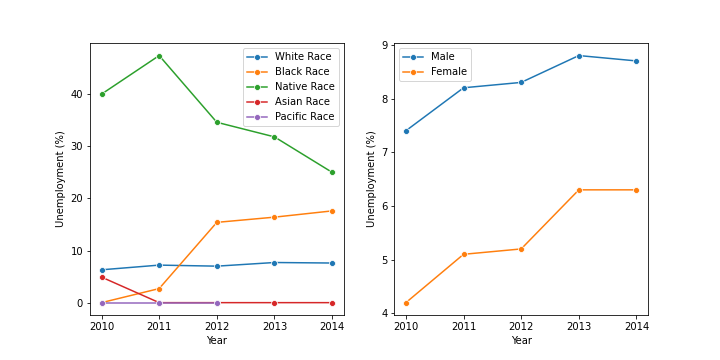 White Race
Black Race
Native Race
Asian Race
Pacific Race
Unemployment (%)
40
30
20
10
0
2010 2011 2012 2013 2014
Year
Male
Female
Unemployment (%)
9
8
7
6
5
4
2010 2011 2012 2013 2014
Year